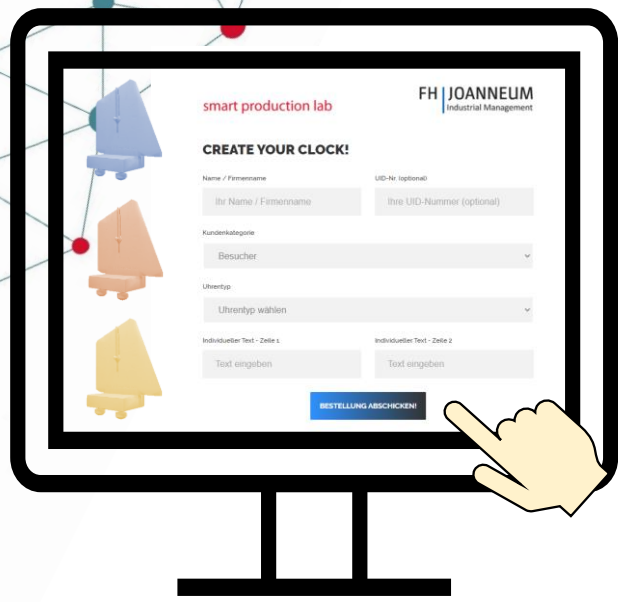 smart production lab
FH | JOANNEUM
Industrial Management
CREATE YOUR CLOCK!
Name / Firmenname
UID-Nr. (optional)
Ihr Name / Firmenname
Ihre UID-Nummer (optional)
Kundenkategorie
Besucher
Uhrentyp
Uhrentyp wählen
Individueller Text - Zeile 1
Individueller Text - Zeile 2
Text eingeben
Text eingeben
BESTELLUNG ABSCHICKEN!